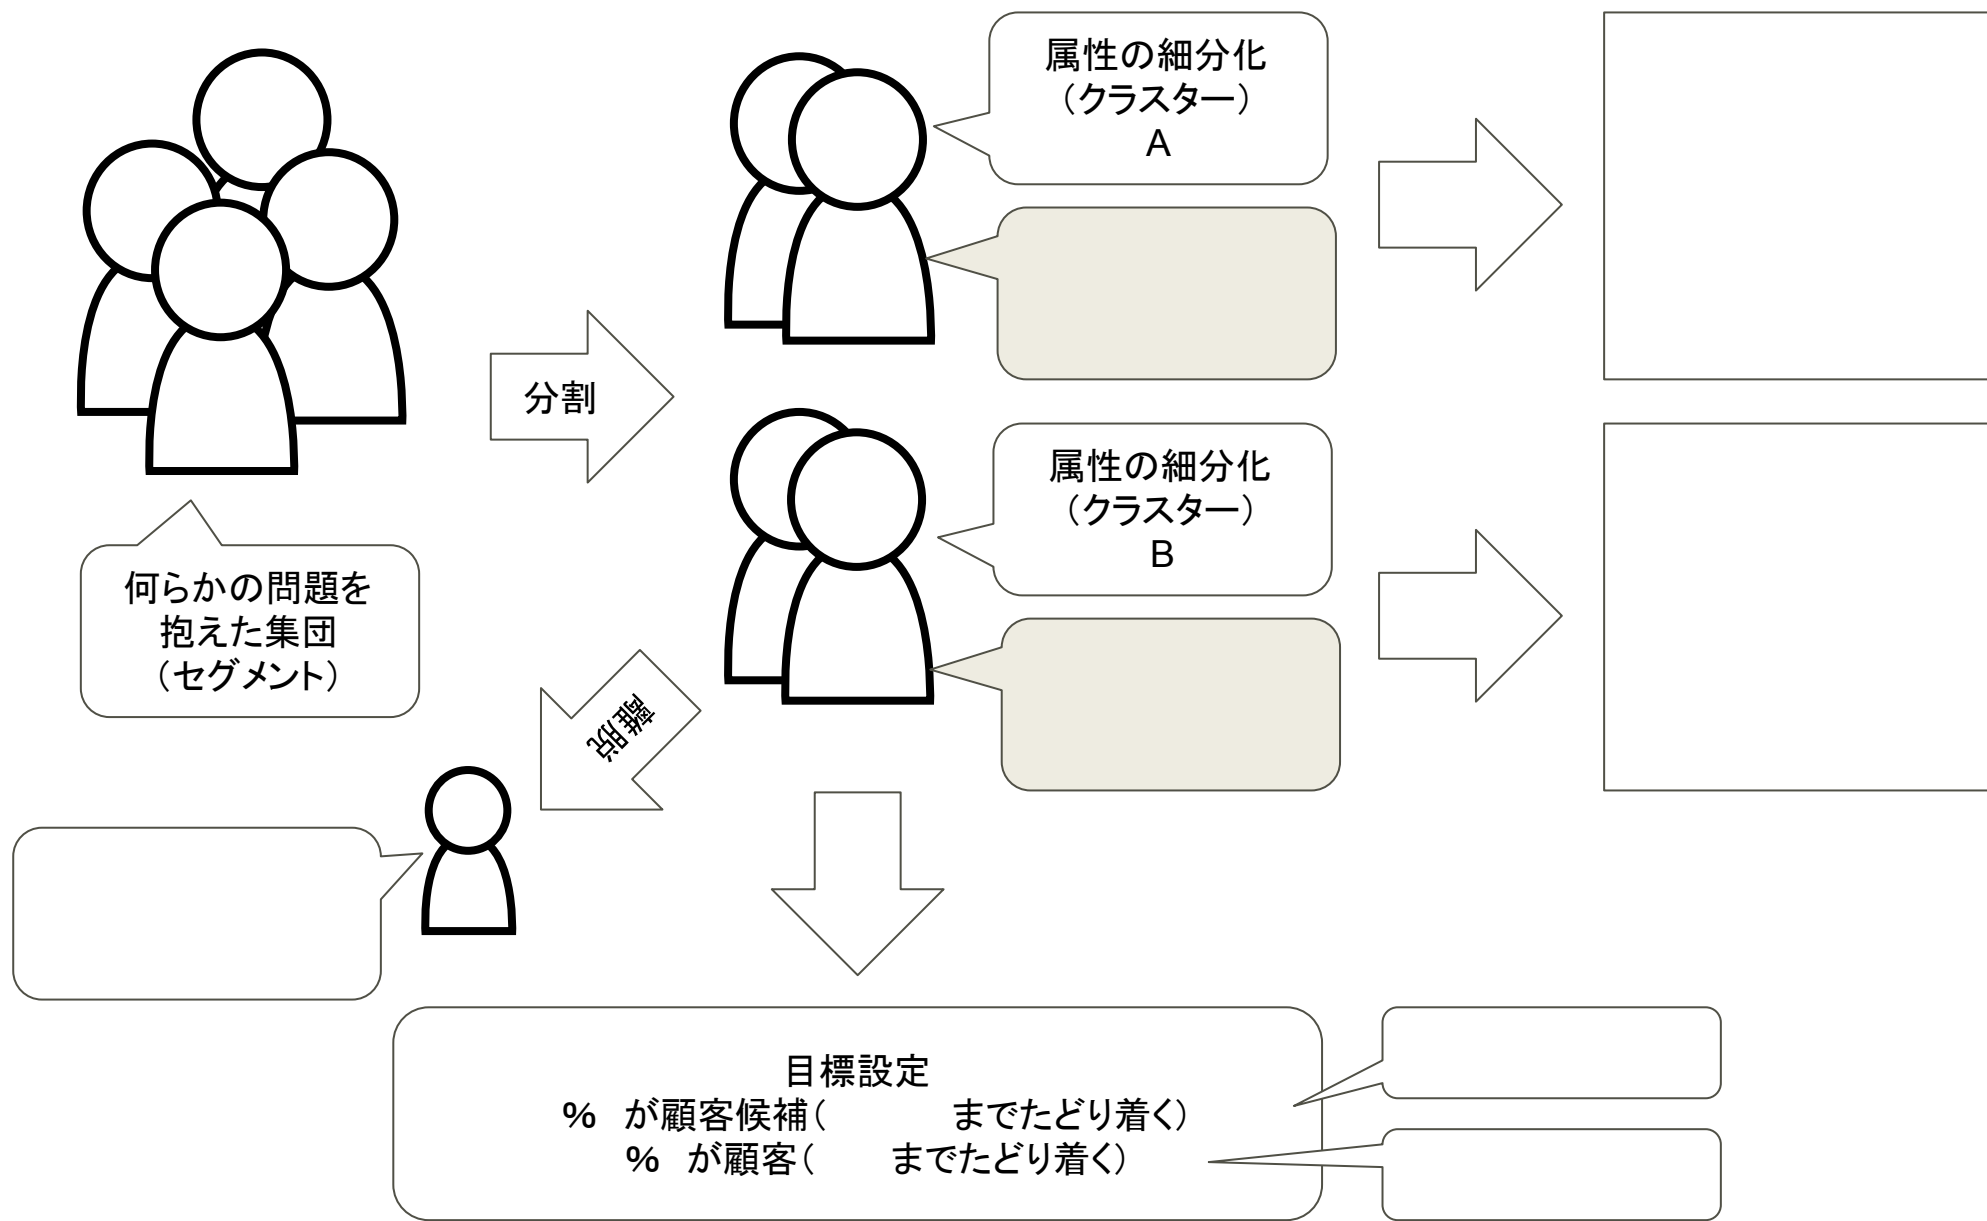 属性の細分化
（クラスター）
A
分割
属性の細分化
（クラスター）
B
何らかの問題を
抱えた集団
（セグメント）
離脱
目標設定
%　が顧客候補（　　　　までたどり着く）
%　が顧客（　　までたどり着く）